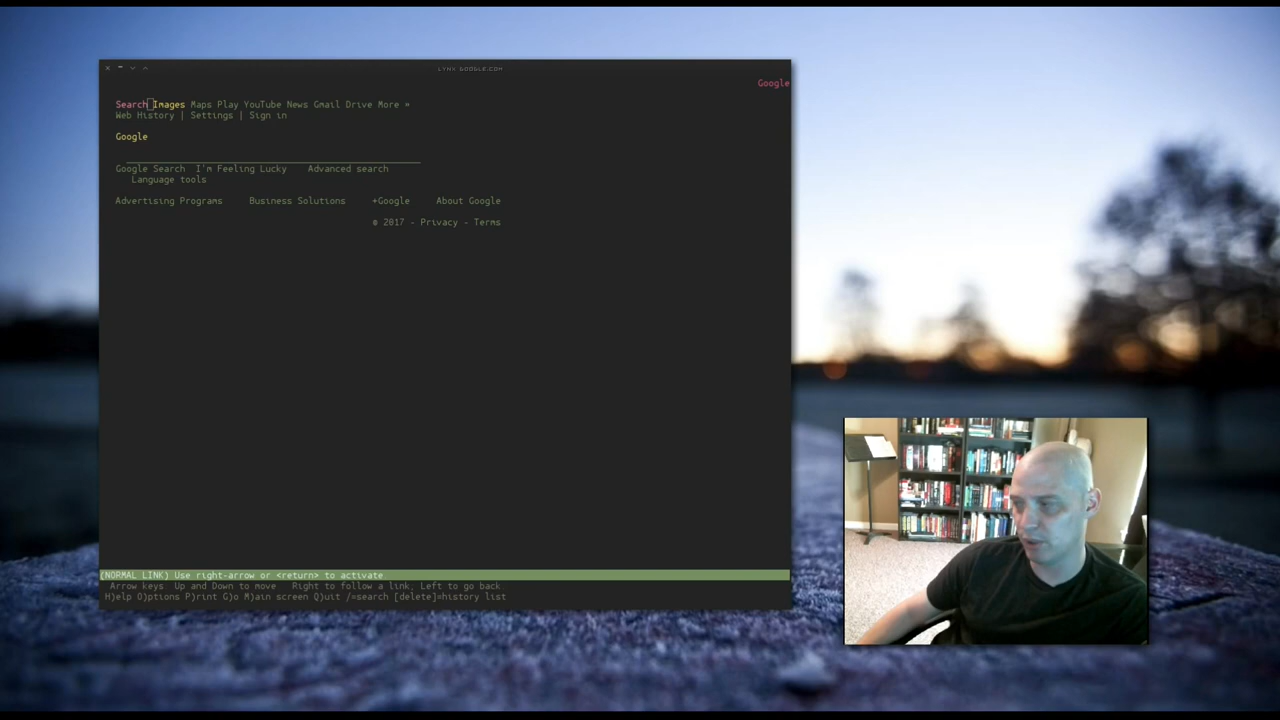 LYNX GOOGLE.COM
Google
Search Images Maps Play YouTube News Gmail Drive More »
Web History | Settings | Sign in
Google
Google Search I'm Feeling Lucky Advanced search
Language tools
Advertising Programs Business Solutions +Google About Google
© 2017 - Privacy - Terms
(NORMAL LINK) Use right-arrow or <return> to activate
Arrow keys: Up and Down to move. Right to follow a link; Left to go back.
H)elp O)ptions P)rint G)o M)ain screen Q)uit /=search [delete]=history list